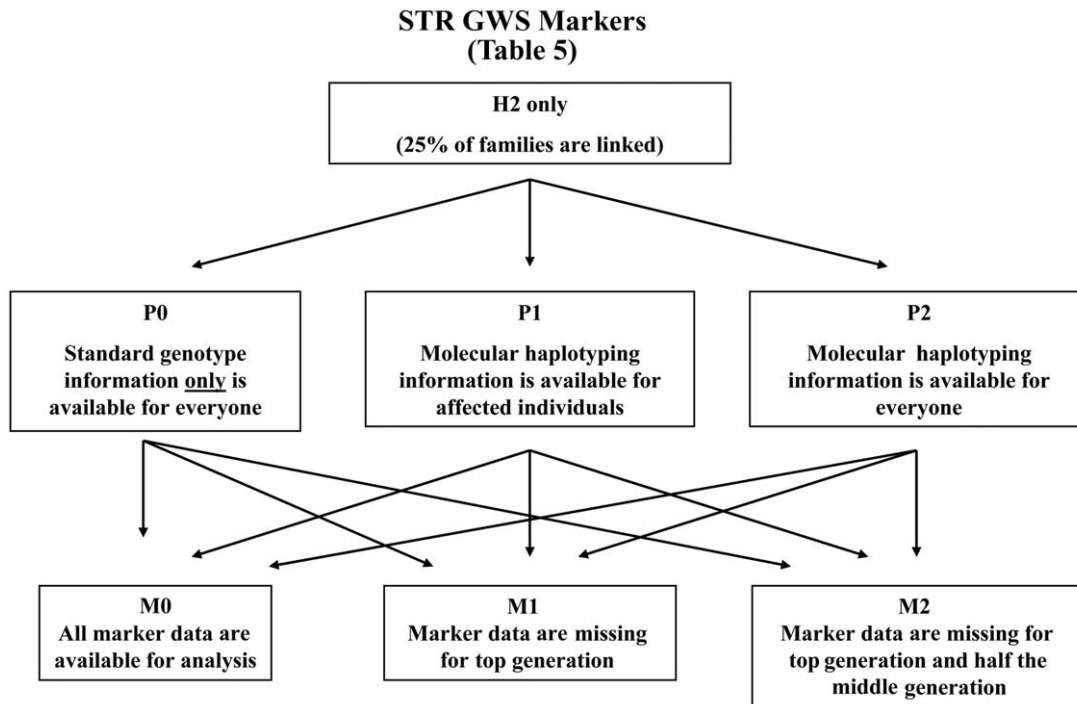 STR GWS Markers
(Table 5)
H2 only
(25% of families are linked)
P0
Standard genotype
information only is
available for everyone
P1
Molecular haplotyping
information is available for
affected individuals
P2
Molecular haplotyping
information is available for
everyone
M0
All marker data are
available for analysis
M1
Marker data are missing
for top generation
M2
Marker data are missing for
top generation and half the
middle generation